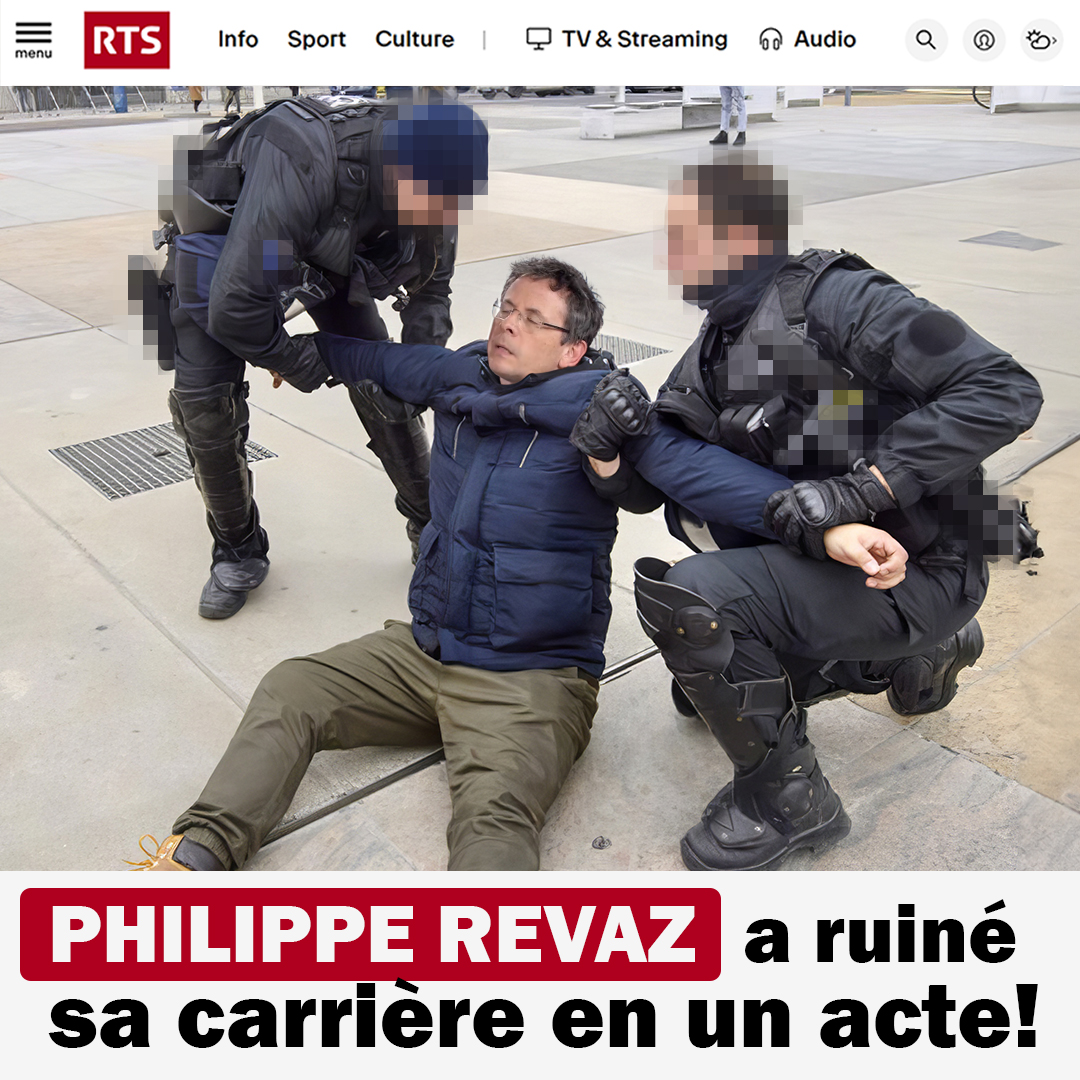 menu
RTS
Info Sport Culture | TV & Streaming Audio
PHILIPPE REVAZ a ruiné
sa carrière en un acte!